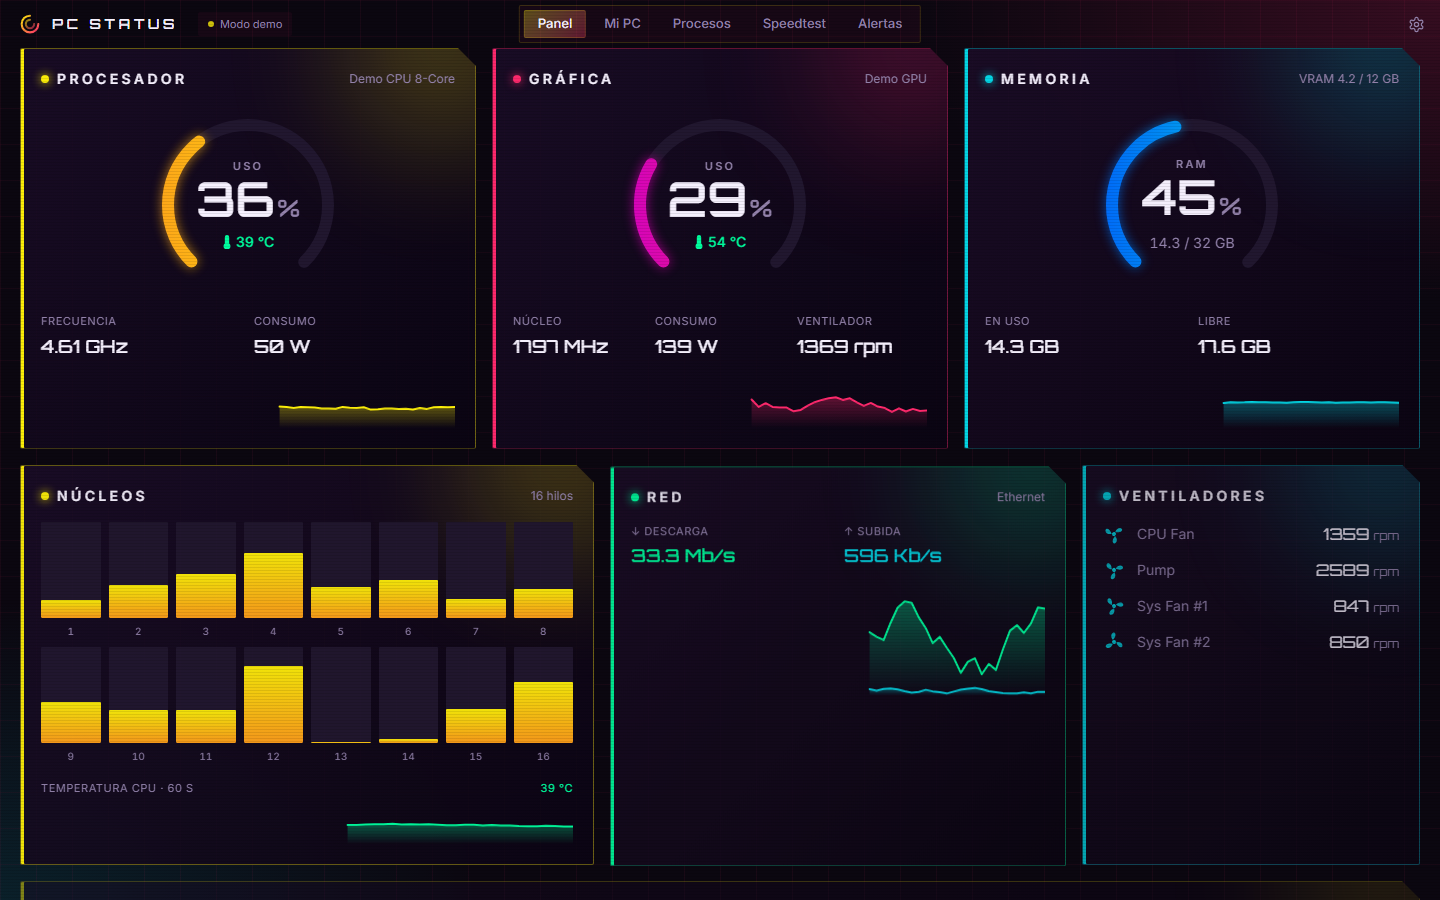 PC STATUS
Modo demo
Panel
Mi PC
Procesos
Speedtest
Alertas
PROCESADOR
Demo CPU 8-Core
USO
36%
39 °C
FRECUENCIA
CONSUMO
4.61 GHz
50 W
GRÁFICA
Demo GPU
USO
29%
54 °C
NÚCLEO
CONSUMO
VENTILADOR
1797 MHz
139 W
1369 rpm
MEMORIA
VRAM 4.2 / 12 GB
RAM
45%
14.3 / 32 GB
EN USO
LIBRE
14.3 GB
17.6 GB
NÚCLEOS
16 hilos
1 2 3 4 5 6 7 8
9 10 11 12 13 14 15 16
TEMPERATURA CPU · 60 S
39 °C
RED
Ethernet
↓ DESCARGA
↑ SUBIDA
33.3 Mb/s
596 Kb/s
VENTILADORES
CPU Fan 1359 rpm
Pump 2589 rpm
Sys Fan #1 847 rpm
Sys Fan #2 850 rpm